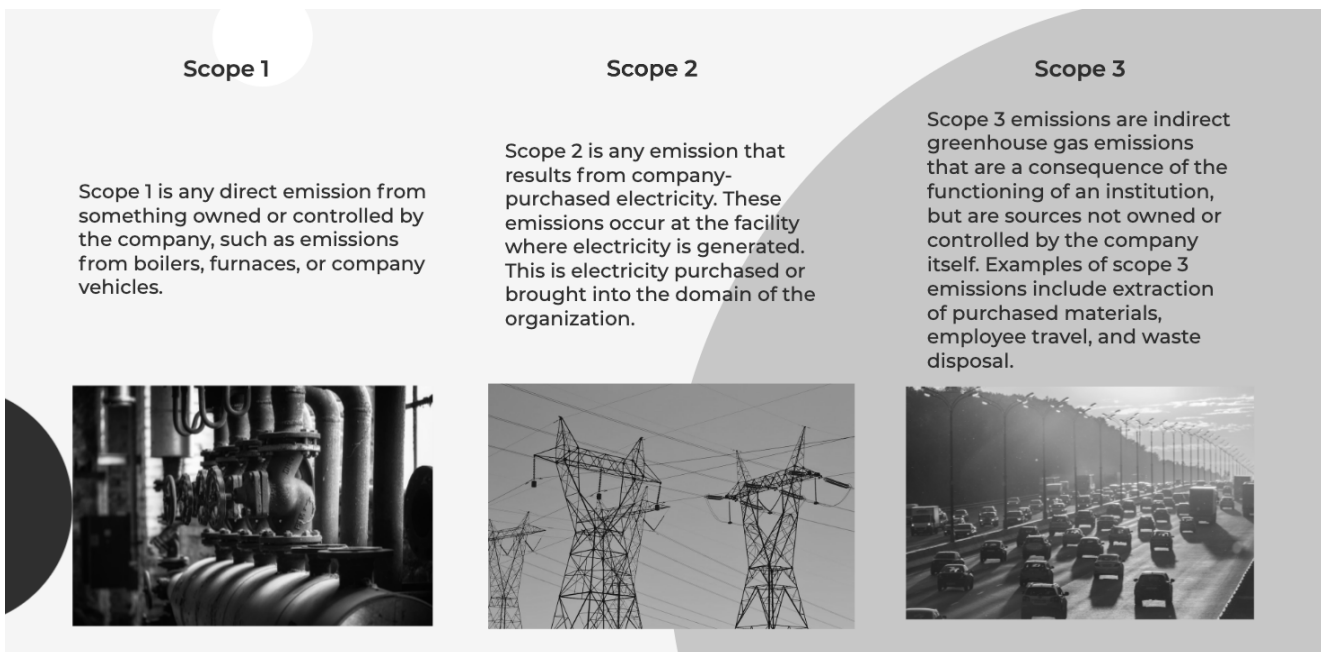 Scope 1
Scope 1 is any direct emission from
something owned or controlled by
the company, such as emissions
from boilers, furnaces, or company
vehicles.
Scope 2
Scope 2 is any emission that
results from company-
purchased electricity. These
emissions occur at the facility
where electricity is generated.
This is electricity purchased or
brought into the domain of the
organization.
Scope 3
Scope 3 emissions are indirect
greenhouse gas emissions
that are a consequence of the
functioning of an institution,
but are sources not owned or
controlled by the company
itself. Examples of scope 3
emissions include extraction
of purchased materials,
employee travel, and waste
disposal.